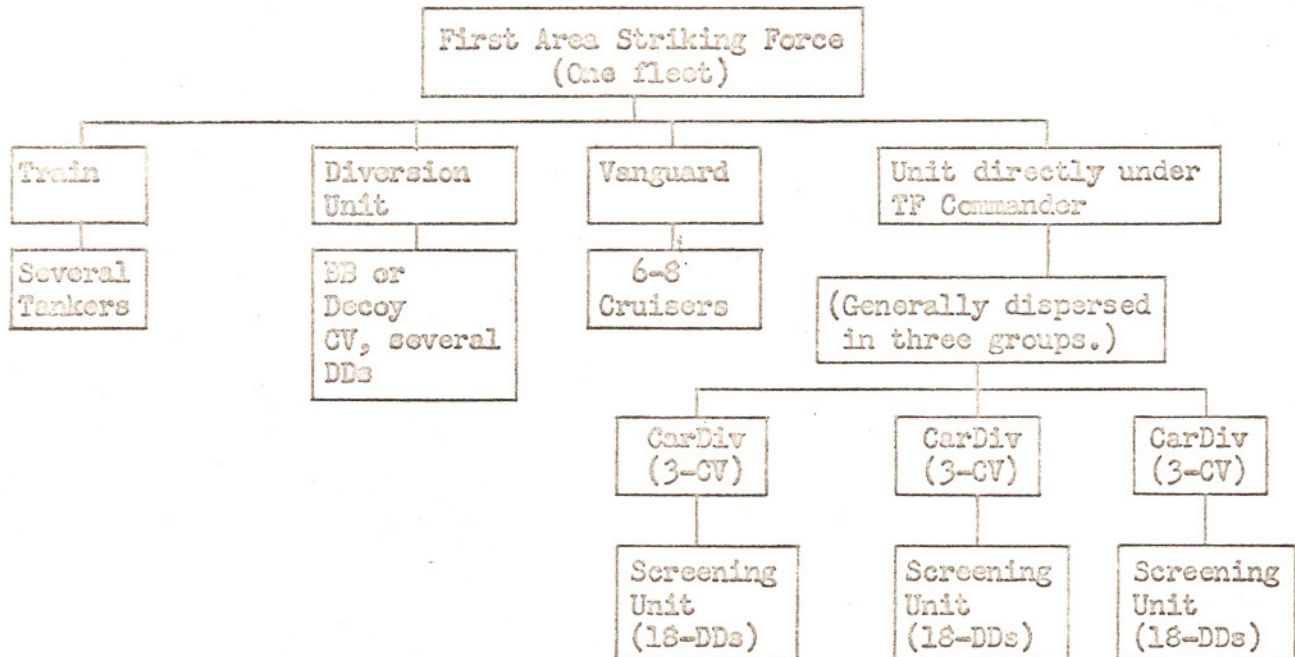 First Area Striking Force
(One fleet)
Train
Diversion
Unit
Vanguard
Unit directly under
TF Commander
Several
Tankers
BB or
Decoy
CV, several
DDs
6-8
Cruisers
(Generally dispersed
in three groups.)
CarDiv
(3-CV)
CarDiv
(3-CV)
CarDiv
(3-CV)
Screening
Unit
(18-DDs)
Screening
Unit
(18-DDs)
Screening
Unit
(18-DDs)